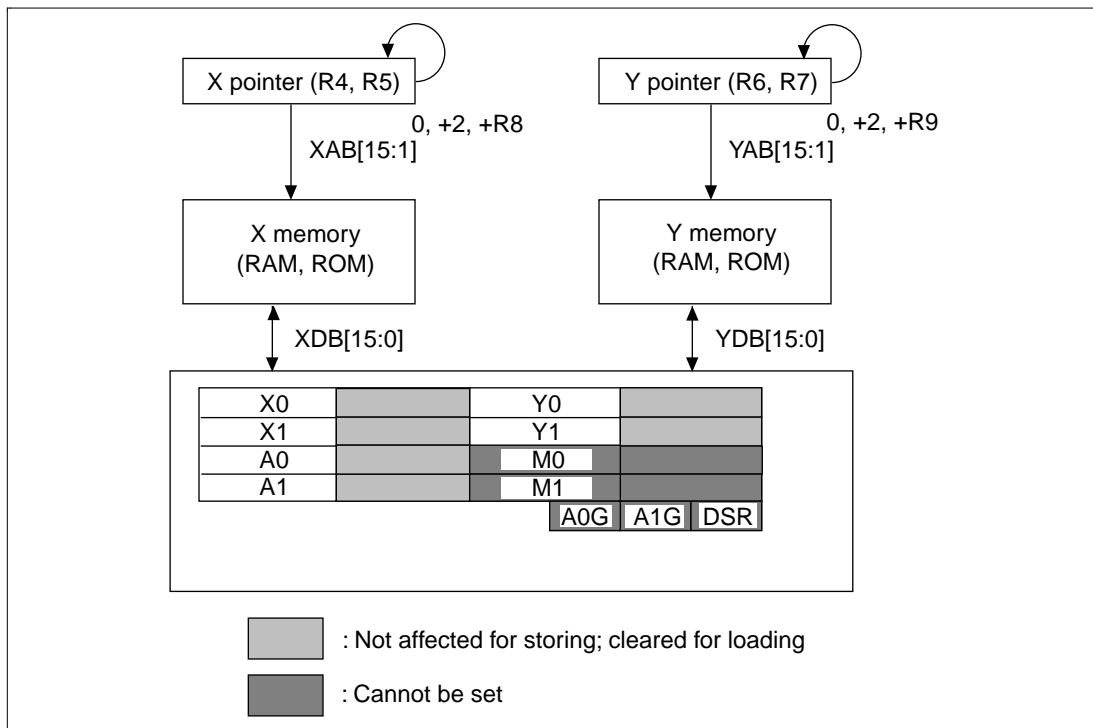 X pointer (R4, R5)
Y pointer (R6, R7)
0, +2, +R8
0, +2, +R9
XAB[15:1]
YAB[15:1]
X memory
(RAM, ROM)
Y memory
(RAM, ROM)
XDB[15:0]
YDB[15:0]
X0 Y0
X1 Y1
A0 M0
A1 M1
A0G A1G DSR
: Not affected for storing; cleared for loading
: Cannot be set